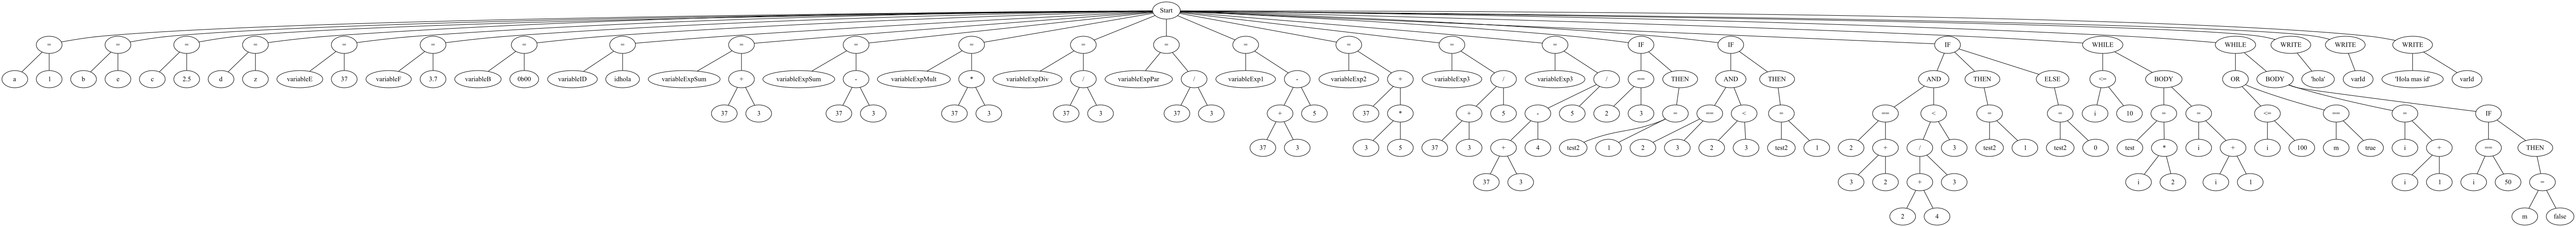 Start
= = = = = = = = = = = = = = = = = IF IF IF WHILE WHILE WRITE WRITE WRITE
a 1 b e c 2.5 d z variableE 37 variableF 3.7 variableB 0b00 variableID idhola variableExpSum + variableExpSum - variableExpMult * variableExpDiv / variableExpPar / variableExp1 - variableExp2 + variableExp3 / variableExp3 / == THEN AND THEN AND THEN ELSE <= BODY OR BODY 'hola' varId 'Hola mas id' varId
37 3 37 3 37 3 37 3 37 3 + 5 37 * + 5 - 5 2 3 = == < = == < = = i 10 = = <= == = IF
37 3 3 5 37 3 + 4 test2 1 2 3 2 3 test2 1 2 + / 3 test2 1 test2 0 test * i + i 100 m true i + == THEN
37 3 3 2 + 3 i 2 i 1 i 1 i 50 =
2 4 m false